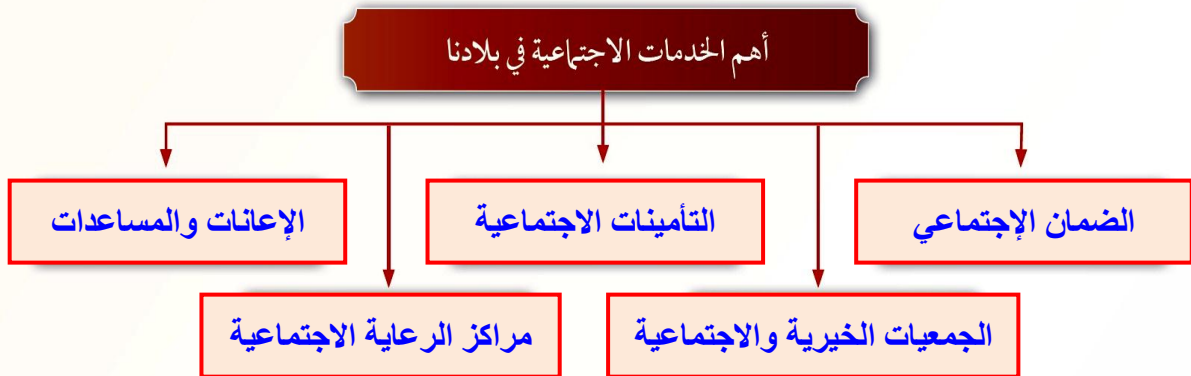 أهم الخدمات الاجتماعية في بلادنا
الضمان الإجتماعي
التأمينات الاجتماعية
الإعانات والمساعدات
الجمعيات الخيرية والاجتماعية
مراكز الرعاية الاجتماعية